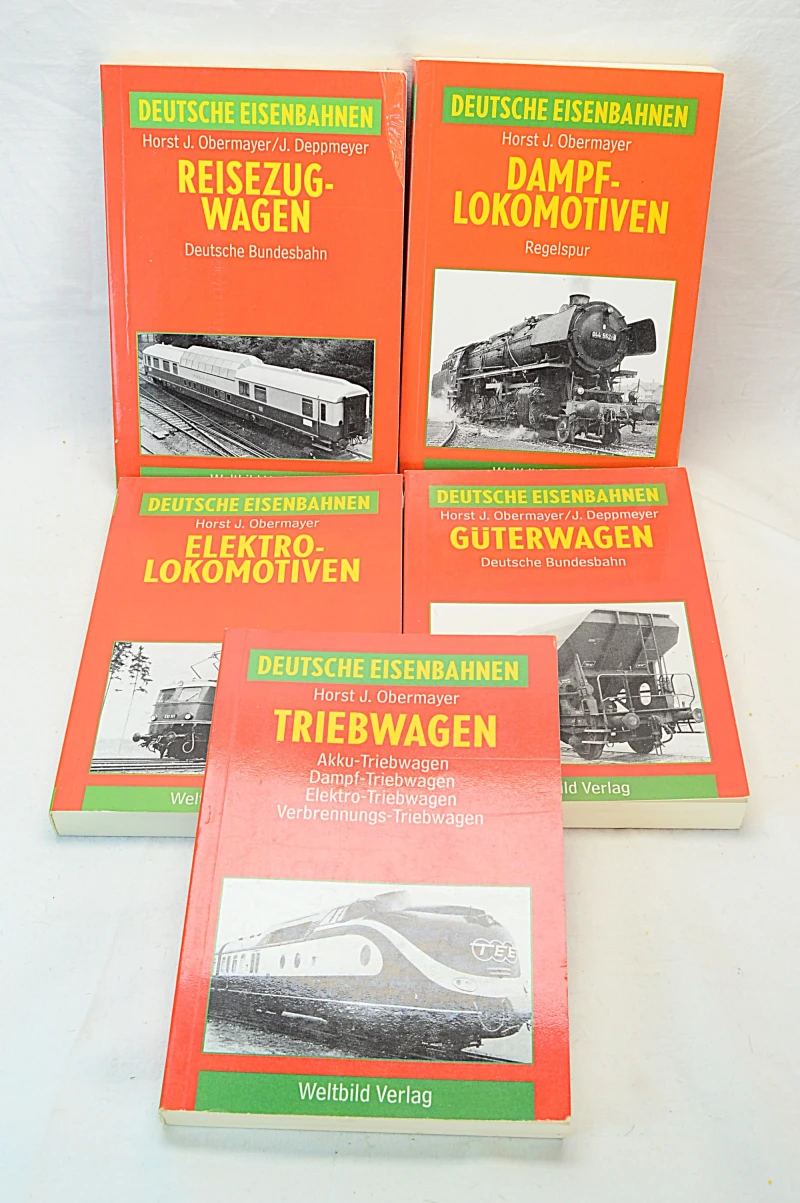 DEUTSCHE EISENBAHNEN
Horst J. Obermayer/J. Deppmeyer
REISEZUG-
WAGEN
Deutsche Bundesbahn
DEUTSCHE EISENBAHNEN
Horst J. Obermayer
DAMPF-
LOKOMOTIVEN
Regelspur
DEUTSCHE EISENBAHNEN
Horst J. Obermayer
ELEKTRO-
LOKOMOTIVEN
DEUTSCHE EISENBAHNEN
Horst J. Obermayer/J. Deppmeyer
GÜTERWAGEN
Deutsche Bundesbahn
Verlag
DEUTSCHE EISENBAHNEN
Horst J. Obermayer
TRIEBWAGEN
Akku-Triebwagen
Dampf-Triebwagen
Elektro-Triebwagen
Verbrennungs-Triebwagen
TEE
Weltbild Verlag